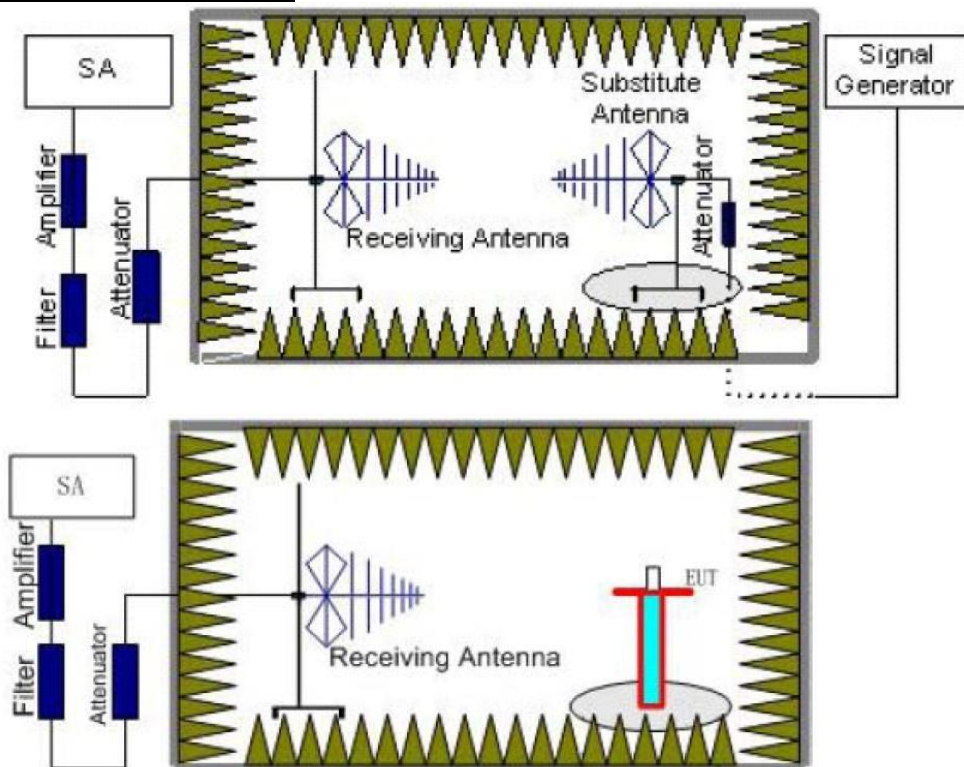 SA
Signal
Generator
Substitute
Antenna
Amplifier
Attenuator
Attenuator
Receiving Antenna
Filter
SA
Amplifier
EUT
Receiving Antenna
Filter
Attenuator